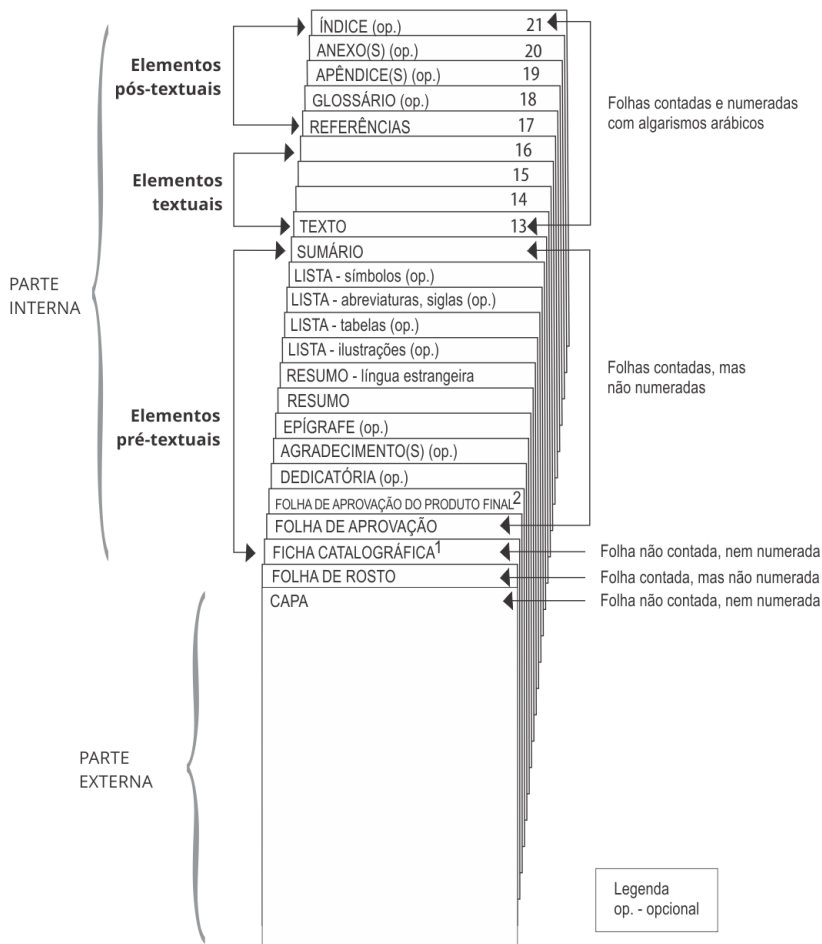 ÍNDICE (op.) 21
ANEXO(S) (op.) 20
APÊNDICE(S) (op.) 19
GLOSSÁRIO (op.) 18
REFERÊNCIAS 17
16
15
14
TEXTO 13
SUMÁRIO
LISTA - símbolos (op.)
LISTA - abreviaturas, siglas (op.)
LISTA - tabelas (op.)
LISTA - ilustrações (op.)
RESUMO - língua estrangeira
RESUMO
EPÍGRAFE (op.)
AGRADECIMENTO(S) (op.)
DEDICATÓRIA (op.)
FOLHA DE APROVAÇÃO DO PRODUTO FINAL2
FOLHA DE APROVAÇÃO
FICHA CATALOGRÁFICA1
FOLHA DE ROSTO
CAPA
Elementos
pós-textuais
Elementos
textuais
Elementos
pré-textuais
PARTE
INTERNA
PARTE
EXTERNA
Folhas contadas e numeradas
com algarismos arábicos
Folhas contadas, mas
não numeradas
Folha não contada, nem numerada
Folha contada, mas não numerada
Folha não contada, nem numerada
Legenda
op. - opcional